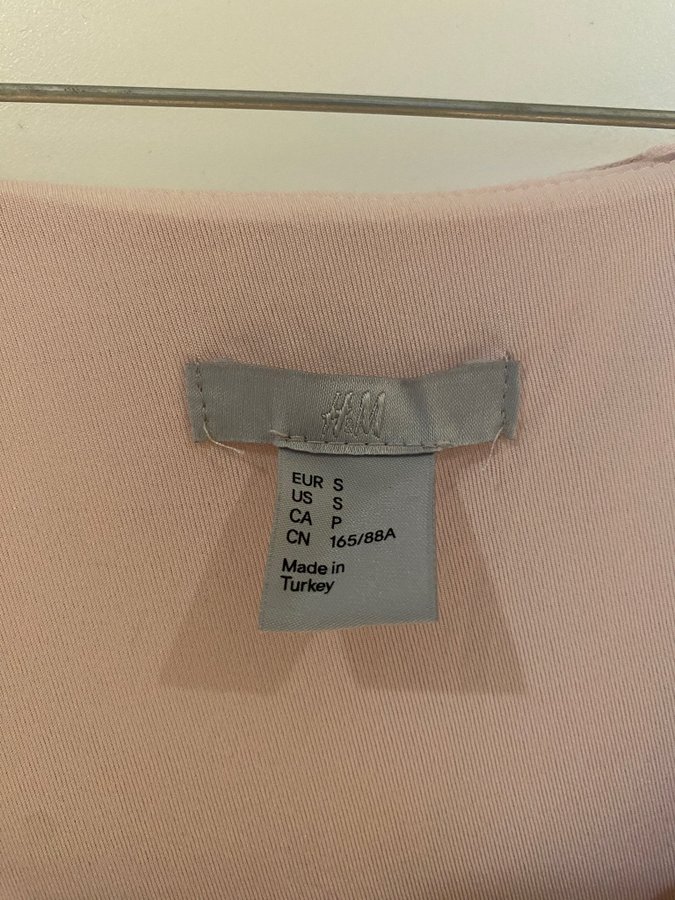 H&M
EUR S
US S
CA P
CN 165/88A
Made in
Turkey